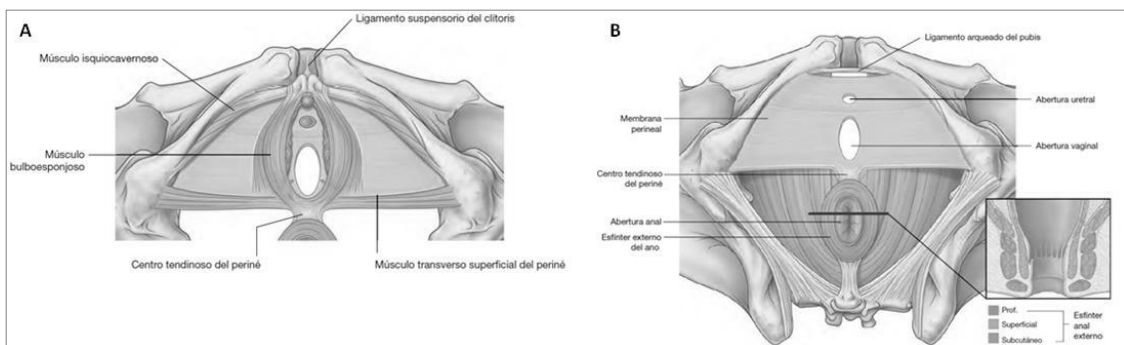 A
Ligamento suspensorio del clítoris
Músculo isquiocavernoso
Músculo
bulboesponjoso
Centro tendinoso del periné
Músculo transverso superficial del periné
B
Ligamento arqueado del pubis
Abertura uretral
Membrana
perineal
Abertura vaginal
Centro tendinoso
del periné
Abertura anal
Esfínter externo
del ano
Prof.
Superficial
Subcutáneo
Esfínter
anal
externo